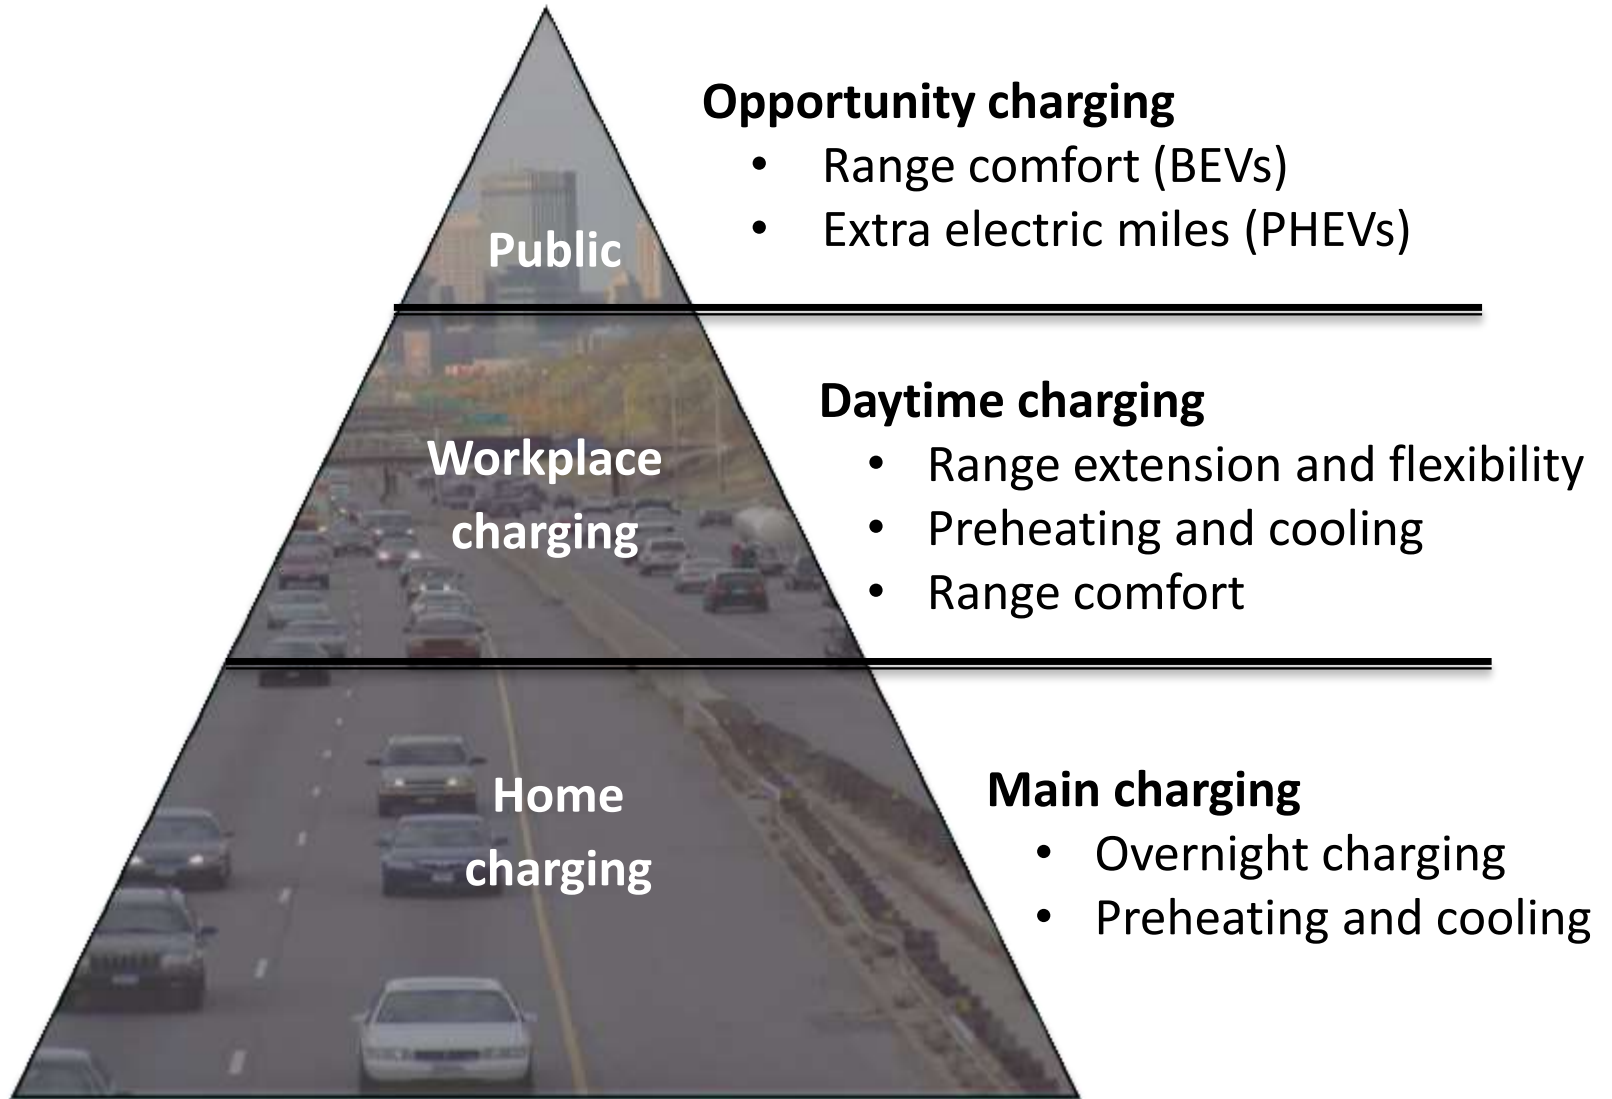 Opportunity charging
• Range comfort (BEVs)
• Extra electric miles (PHEVs)
Public
Daytime charging
• Range extension and flexibility
• Preheating and cooling
• Range comfort
Workplace
charging
Main charging
• Overnight charging
• Preheating and cooling
Home
charging